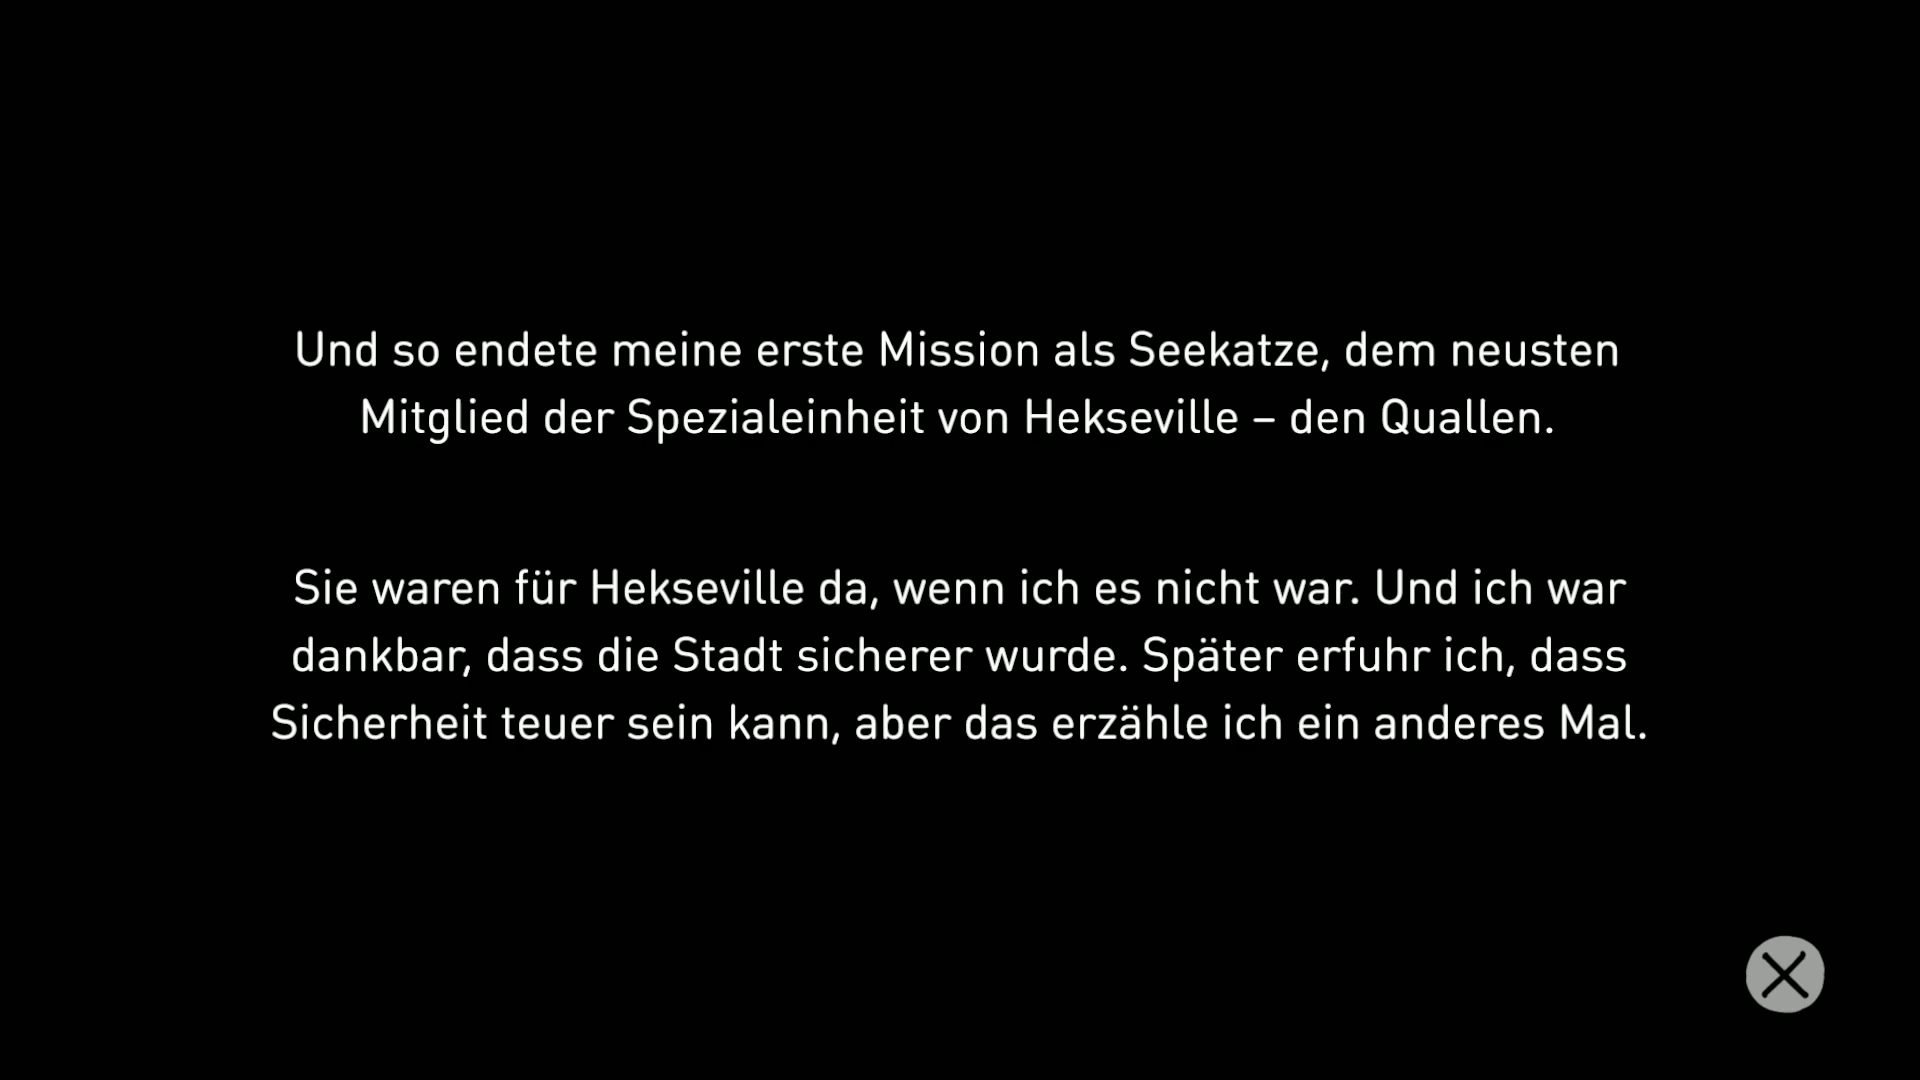 Und so endete meine erste Mission als Seekatze, dem neusten
Mitglied der Spezialeinheit von Hekseville – den Quallen.
Sie waren für Hekseville da, wenn ich es nicht war. Und ich war
dankbar, dass die Stadt sicherer wurde. Später erfuhr ich, dass
Sicherheit teuer sein kann, aber das erzähle ich ein anderes Mal.